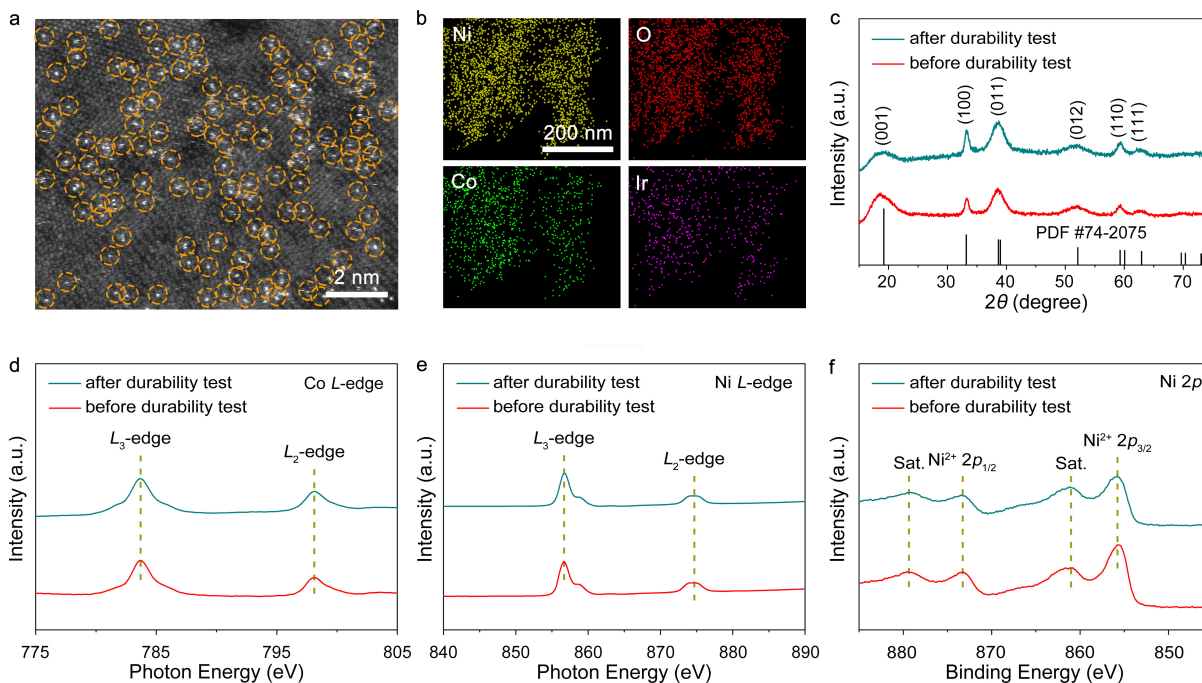 a
2 nm
b
Ni
O
200 nm
Co
Ir
c
after durability test
before durability test
(001)
(100)
(011)
(012)
(110)
(111)
PDF #74-2075
Intensity (a.u.)
20 30 40 50 60 70
2θ (degree)
d
after durability test
before durability test
Co L-edge
L3-edge
L2-edge
Intensity (a.u.)
775 785 795 805
Photon Energy (eV)
e
after durability test
before durability test
Ni L-edge
L3-edge
L2-edge
Intensity (a.u.)
840 850 860 870 880 890
Photon Energy (eV)
f
after durability test
before durability test
Ni 2p
Ni2+ 2p3/2
Sat.
Ni2+ 2p1/2
Sat.
Intensity (a.u.)
880 870 860 850
Binding Energy (eV)